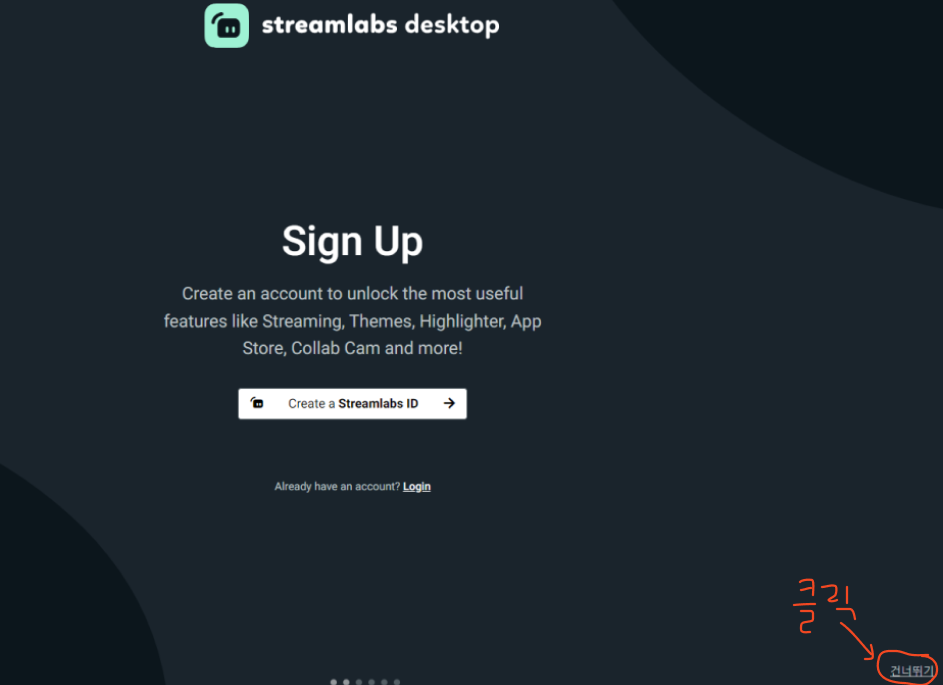 streamlabs desktop
Sign Up
Create an account to unlock the most useful
features like Streaming, Themes, Highlighter, App
Store, Collab Cam and more!
Create a Streamlabs ID
Already have an account? Login
클릭
건너뛰기